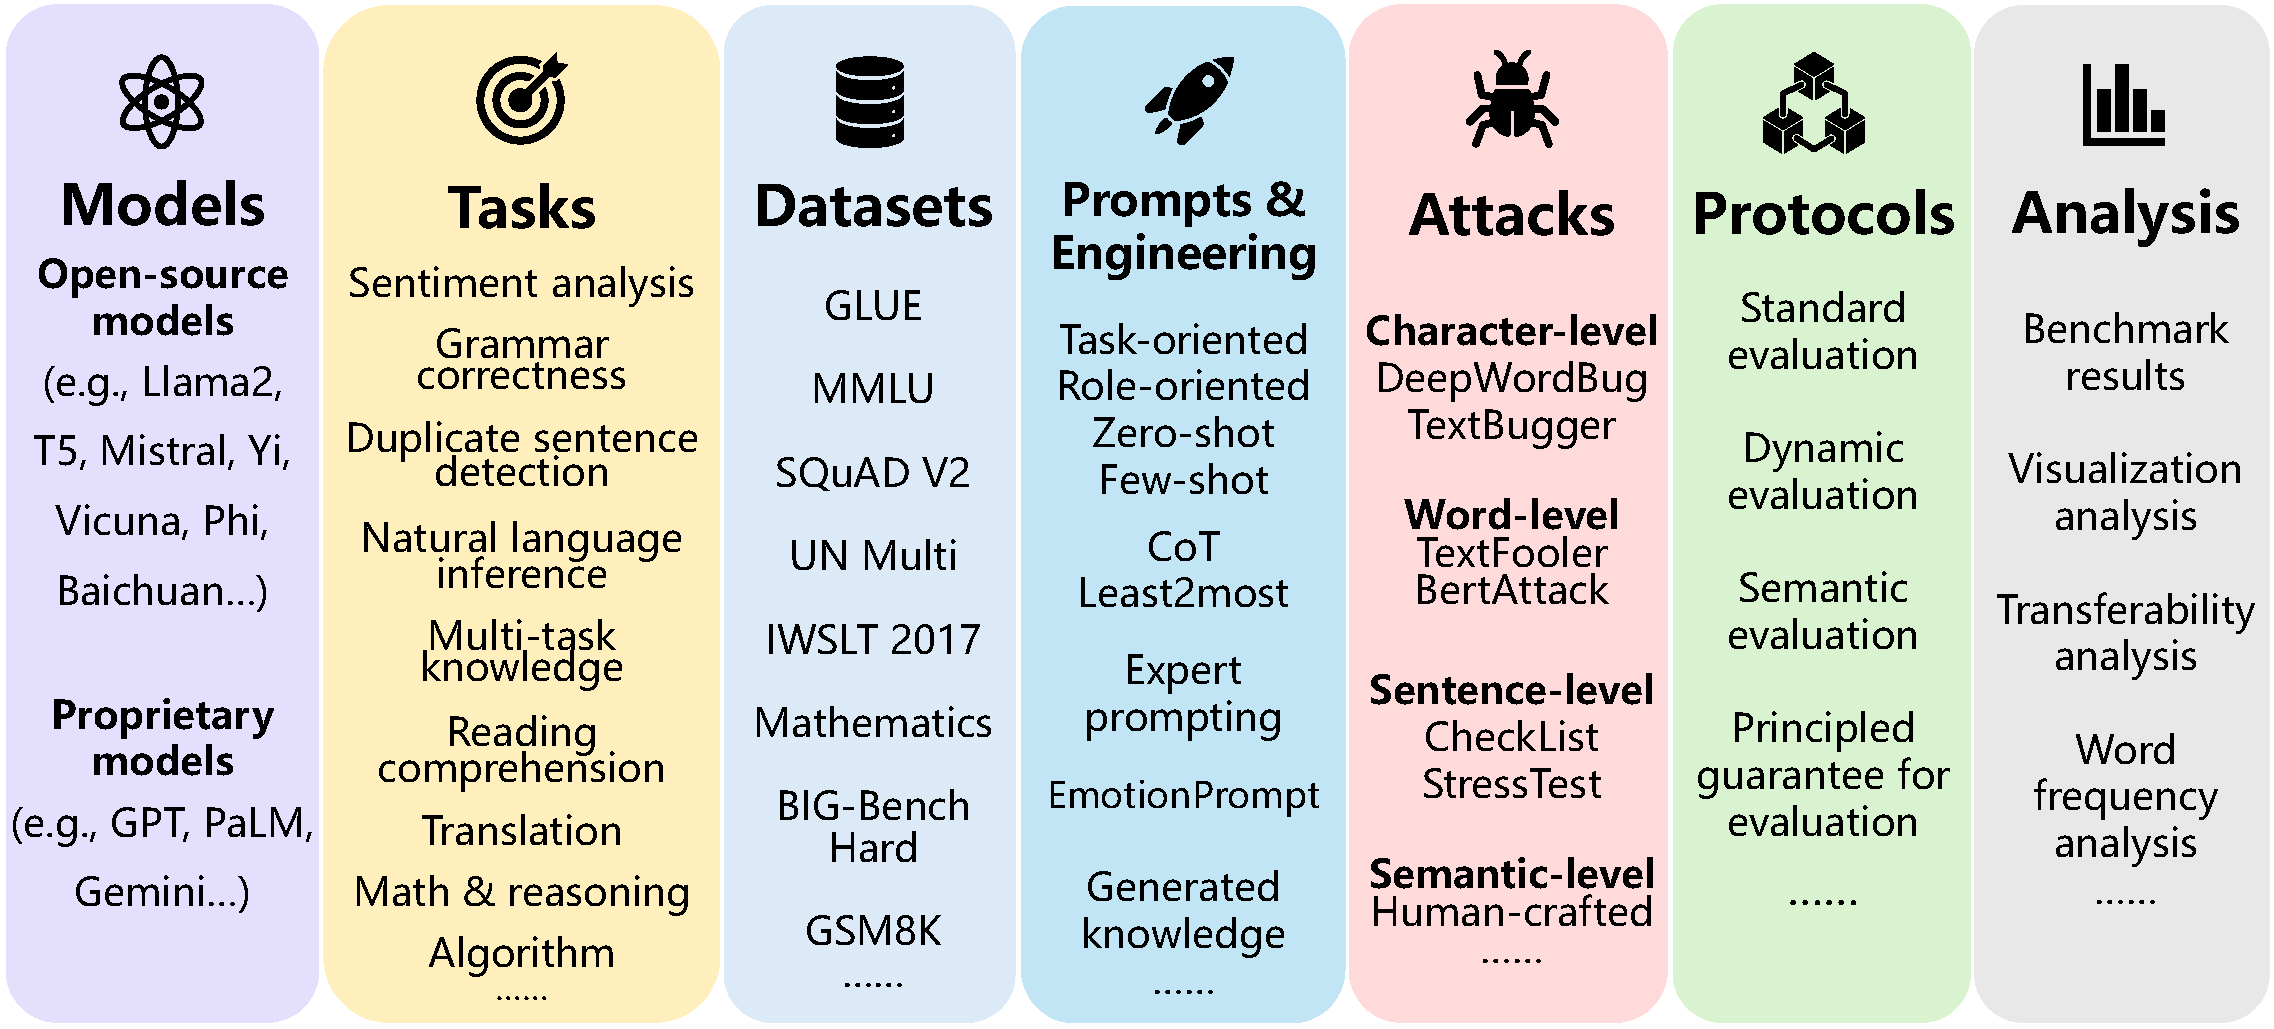 Models
Open-source
models
(e.g., Llama2,
T5, Mistral, Yi,
Vicuna, Phi,
Baichuan...)
Proprietary
models
(e.g., GPT, PaLM,
Gemini...)
Tasks
Sentiment analysis
Grammar
correctness
Duplicate sentence
detection
Natural language
inference
Multi-task
knowledge
Reading
comprehension
Translation
Math & reasoning
Algorithm
......
Datasets
GLUE
MMLU
SQuAD V2
UN Multi
IWSLT 2017
Mathematics
BIG-Bench
Hard
GSM8K
......
Prompts &
Engineering
Task-oriented
Role-oriented
Zero-shot
Few-shot
CoT
Least2most
Expert
prompting
EmotionPrompt
Generated
knowledge
......
Attacks
Character-level
DeepWordBug
TextBugger
Word-level
TextFooler
BertAttack
Sentence-level
CheckList
StressTest
Semantic-level
Human-crafted
......
Protocols
Standard
evaluation
Dynamic
evaluation
Semantic
evaluation
Principled
guarantee for
evaluation
......
Analysis
Benchmark
results
Visualization
analysis
Transferability
analysis
Word
frequency
analysis
......